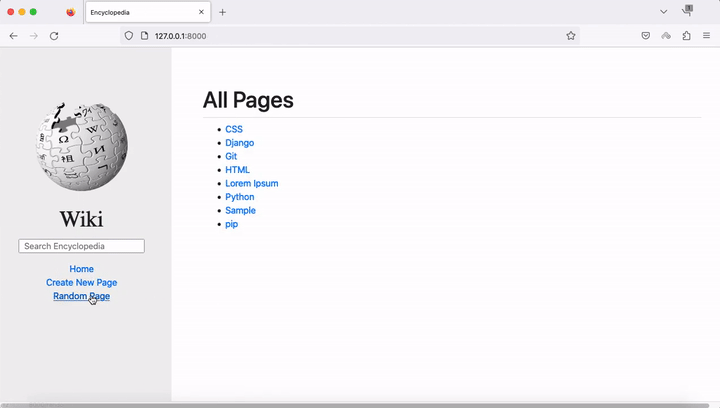 Encyclopedia
127.0.0.1:8000
Wiki
Search Encyclopedia
Home
Create New Page
Random Page
All Pages
CSS
Django
Git
HTML
Lorem Ipsum
Python
Sample
pip